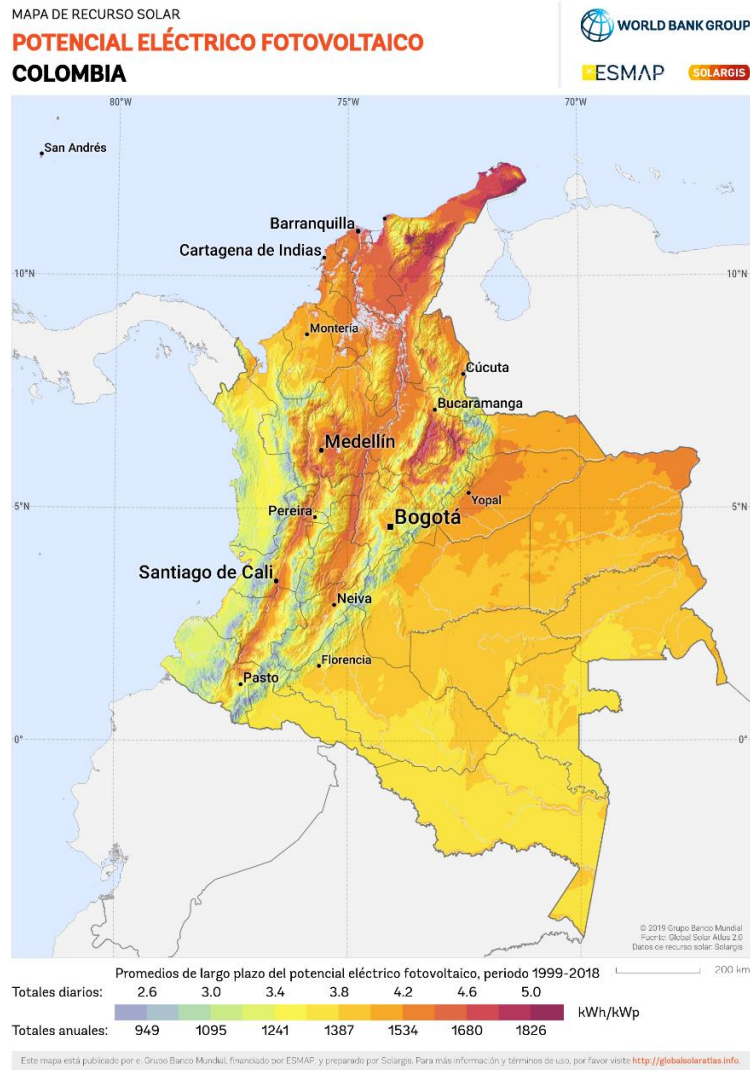 MAPA DE RECURSO SOLAR
POTENCIAL ELÉCTRICO FOTOVOLTAICO
COLOMBIA
WORLD BANK GROUP
ESMAP
SOLARGIS
80°W 75°W 70°W
San Andrés
Barranquilla
Cartagena de Indias
10°N 10°N
Montería
Cúcuta
Bucaramanga
Medellín
5°N 5°N
Yopal
Pereira
Bogotá
Santiago de Cali
Neiva
Florencia
Pasto
0° 0°
© 2019 Grupo Banco Mundial
Fuente: Global Solar Atlas 2.0
Datos de recurso solar: Solargis
Promedios de largo plazo del potencial eléctrico fotovoltaico, periodo 1999-2018
200 km
Totales diarios: 2.6 3.0 3.4 3.8 4.2 4.6 5.0
kWh/kWp
Totales anuales: 949 1095 1241 1387 1534 1680 1826
Este mapa está publicado por e. Grupo Banco Mundial, financiado por ESMAP, y preparado por Solargis. Para más información y términos de uso, por favor visite http://globalsolaratlas.info.